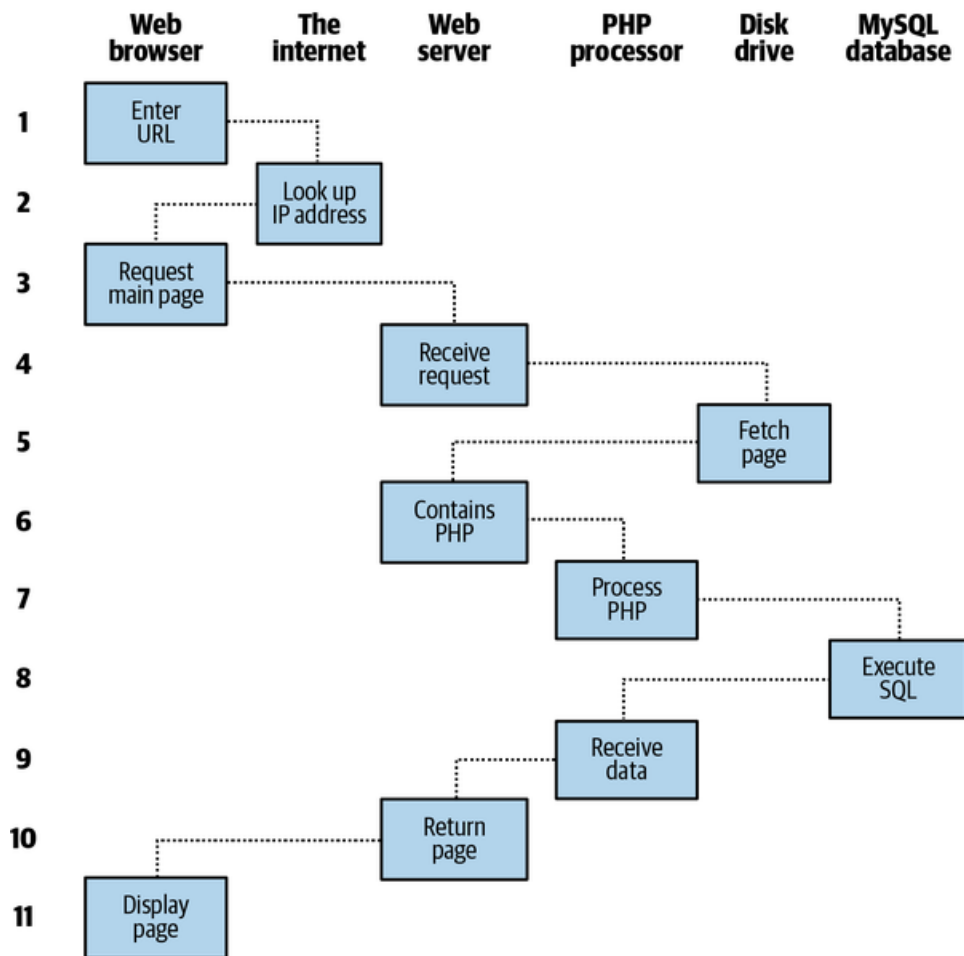 Web
browser
The
internet
Web
server
PHP
processor
Disk
drive
MySQL
database
1
Enter
URL
2
Look up
IP address
3
Request
main page
4
Receive
request
5
Fetch
page
6
Contains
PHP
7
Process
PHP
8
Execute
SQL
9
Receive
data
10
Return
page
11
Display
page